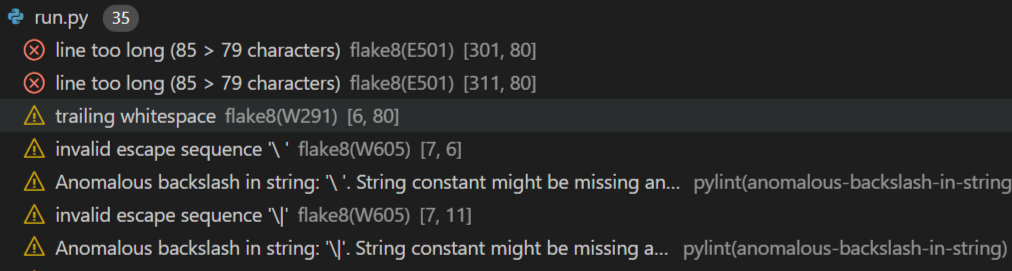 run.py 35
line too long (85 > 79 characters) flake8(E501) [301, 80]
line too long (85 > 79 characters) flake8(E501) [311, 80]
trailing whitespace flake8(W291) [6, 80]
invalid escape sequence '\ ' flake8(W605) [7, 6]
Anomalous backslash in string: '\ '. String constant might be missing an... pylint(anomalous-backslash-in-string
invalid escape sequence '\|' flake8(W605) [7, 11]
Anomalous backslash in string: '\|'. String constant might be missing a... pylint(anomalous-backslash-in-string)